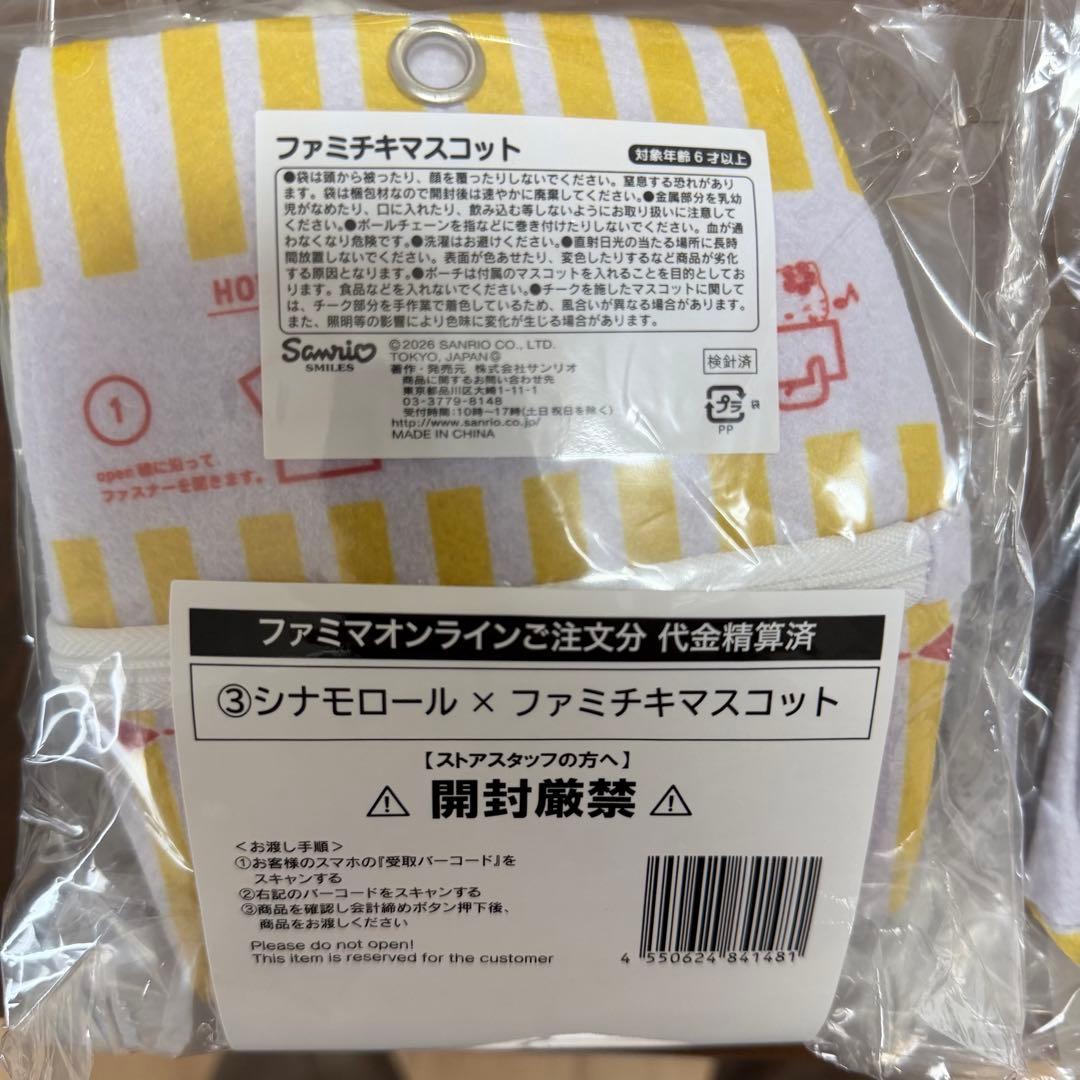 ファミチキマスコット
対象年齢6才以上
●袋は頭から被ったり、顔を覆ったりしないでください。窒息する恐れがあり
ます。袋は梱包材なので開封後は速やかに廃棄してください。●金属部分を乳幼
児がなめたり、口に入れたり、飲み込む等しないようにお取り扱いに注意して
ください。●ボールチェーンを指などに巻き付けたりしないでください。血が通
わなくなり危険です。●洗濯はお避けください。●直射日光の当たる場所に長時
間放置しないでください。表面が色あせたり、変色したりするなど商品が劣化
する原因となります。●ポーチは付属のマスコットを入れることを目的としてお
ります。食品などを入れないでください。●チークを施したマスコットに関して
は、チーク部分を手作業で着色しているため、風合いが異なる場合があります。
また、照明等の影響により色味に変化が生じる場合があります。
HO
Sanrio
SMILES
©2026 SANRIO CO., LTD.
TOKYO, JAPAN Ⓖ
著作・発売元 株式会社サンリオ
商品に関するお問い合わせ先
東京都品川区大崎1-11-1
03-3779-8148
受付時間:10時〜17時(土日祝日を除く)
http://www.sanrio.co.jp/
MADE IN CHINA
検針済
プラ
袋
PP
1
open 線に沿って
ファスナーを開きます。
ファミマオンラインご注文分 代金精算済
③シナモロール × ファミチキマスコット
【ストアスタッフの方へ】
開封厳禁
<お渡し手順>
①お客様のスマホの『受取バーコード』を
スキャンする
②右記のバーコードをスキャンする
③商品を確認し会計締めボタン押下後、
商品をお渡しください
Please do not open!
This item is reserved for the customer
4 550624 841481